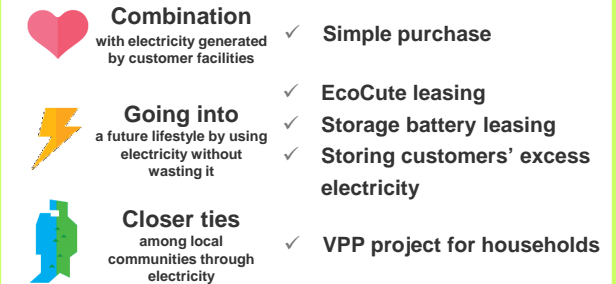 Combination
with electricity generated
by customer facilities
✓ Simple purchase
Going into
a future lifestyle by using
electricity without
wasting it
✓ EcoCute leasing
✓ Storage battery leasing
✓ Storing customers’ excess
electricity
Closer ties
among local
communities through
electricity
✓ VPP project for households